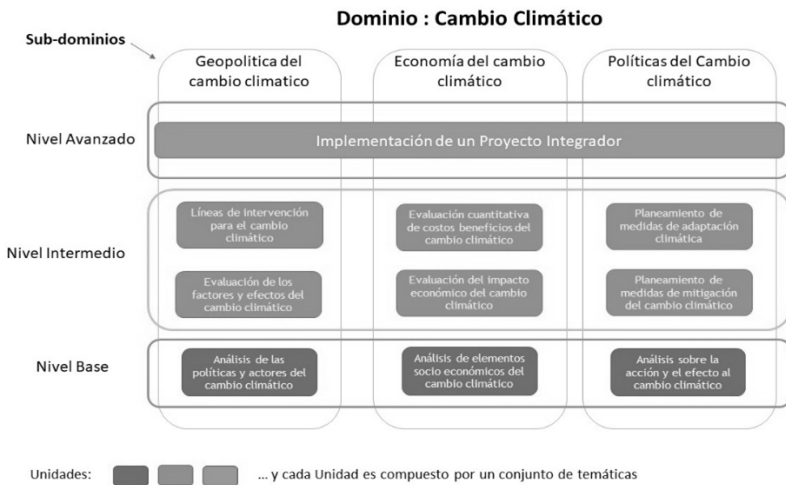 Dominio : Cambio Climático
Sub-dominios
Geopolitica del
cambio climatico
Economía del cambio
climático
Políticas del Cambio
climático
Nivel Avanzado
Implementación de un Proyecto Integrador
Nivel Intermedio
Líneas de intervención
para el cambio
climático
Evaluación cuantitativa
de costos beneficios del
cambio climático
Planeamiento de
medidas de adaptación
climática
Evaluación de los
factores y efectos del
cambio climático
Evaluación del impacto
económico del cambio
climático
Planeamiento de
medidas de mitigación
del cambio climático
Nivel Base
Análisis de las
políticas y actores del
cambio climático
Análisis de elementos
socio económicos del
cambio climático
Análisis sobre la
acción y el efecto al
cambio climático
Unidades:
... y cada Unidad es compuesto por un conjunto de temáticas